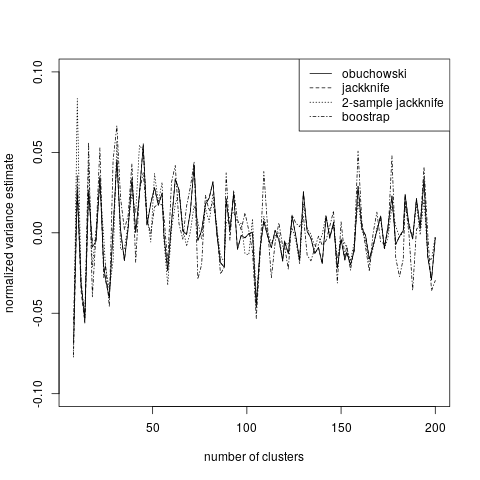 obuchowski
jackknife
2-sample jackknife
boostrap
normalized variance estimate
0.10
0.05
0.00
-0.05
-0.10
50
100
150
200
number of clusters